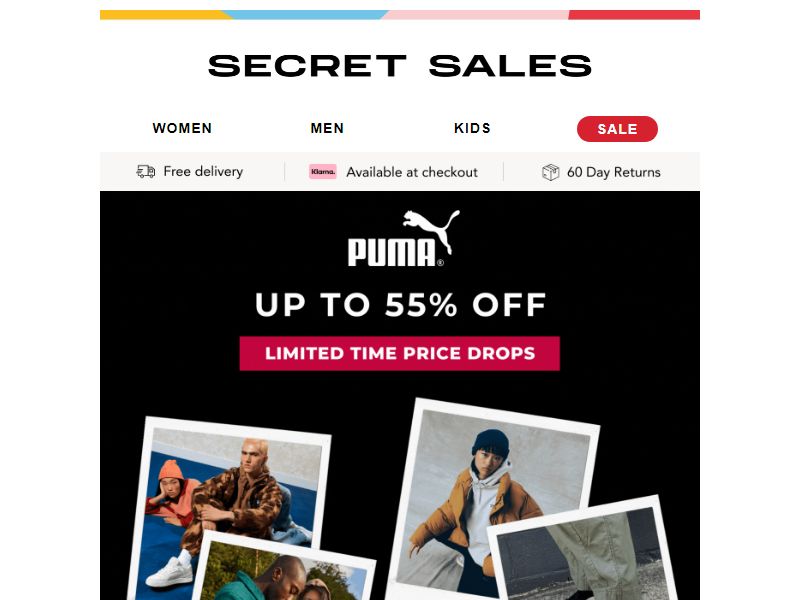 SECRET SALES
WOMEN MEN KIDS SALE
Free delivery Klarna. Available at checkout 60 Day Returns
PUMA®
UP TO 55% OFF
LIMITED TIME PRICE DROPS